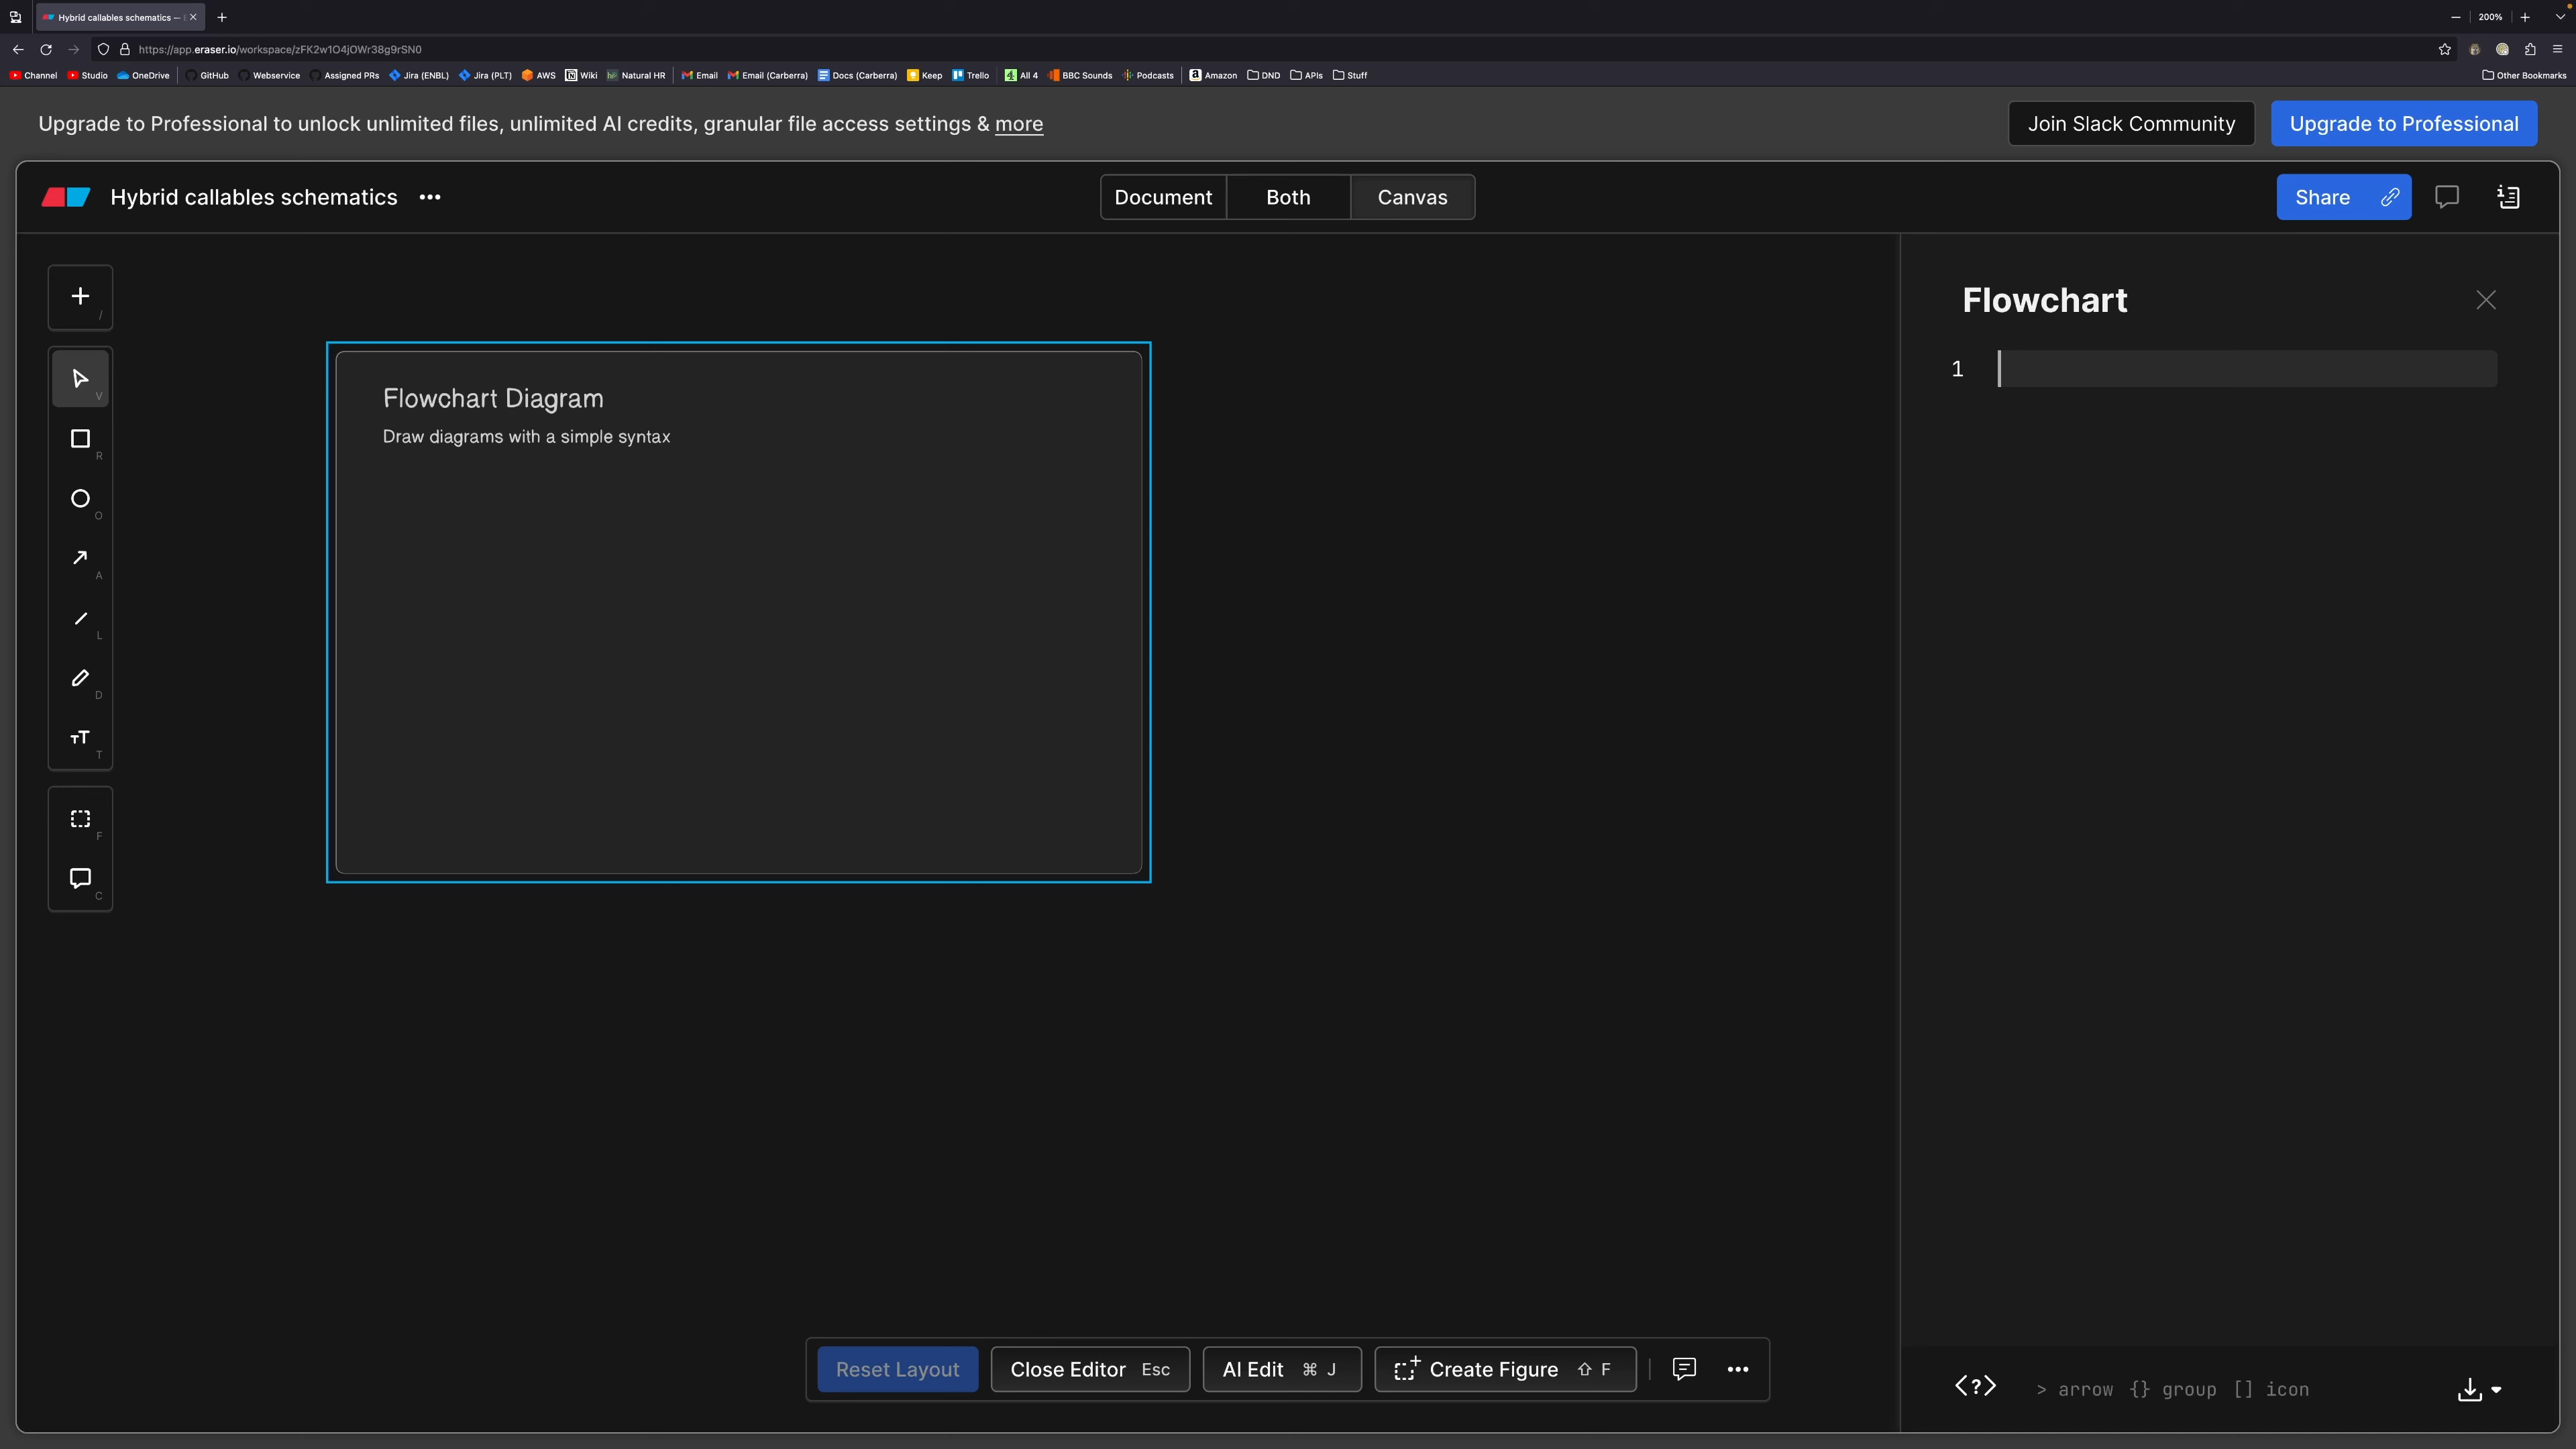 Hybrid callables schematics —
200%
https://app.eraser.io/workspace/zFK2w1O4jOWr38g9rSN0
Channel Studio OneDrive GitHub Webservice Assigned PRs Jira (ENBL) Jira (PLT) AWS Wiki Natural HR Email Email (Carberra) Docs (Carberra) Keep Trello All 4 BBC Sounds Podcasts Amazon DND APIs Stuff Other Bookmarks
Upgrade to Professional to unlock unlimited files, unlimited AI credits, granular file access settings & more
Join Slack Community
Upgrade to Professional
Hybrid callables schematics
Document Both Canvas
Share
/
V
R
O
A
L
D
T
F
C
Flowchart Diagram
Draw diagrams with a simple syntax
Flowchart
1
Reset Layout
Close Editor Esc
AI Edit ⌘ J
Create Figure ⇧ F
<?> > arrow {} group [] icon